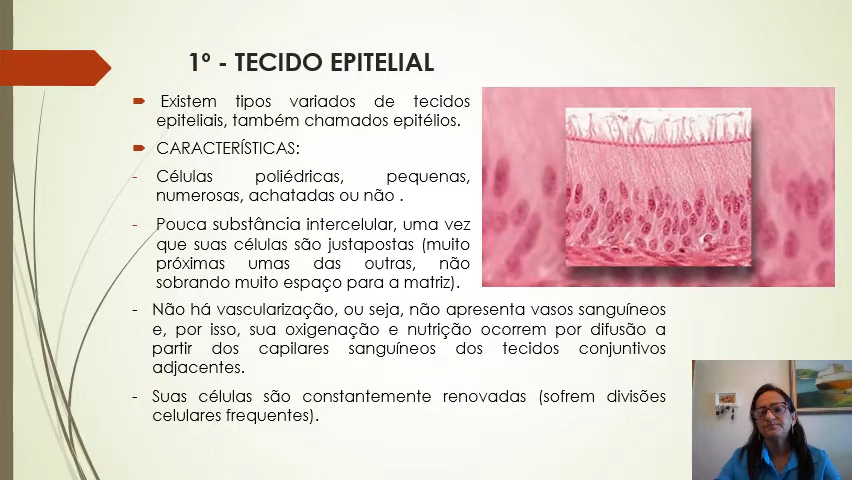 1º - TECIDO EPITELIAL
Existem tipos variados de tecidos
epiteliais, também chamados epitélios.
CARACTERÍSTICAS:
- Células poliédricas, pequenas,
numerosas, achatadas ou não .
- Pouca substância intercelular, uma vez
que suas células são justapostas (muito
próximas umas das outras, não
sobrando muito espaço para a matriz).
- Não há vascularização, ou seja, não apresenta vasos sanguíneos
e, por isso, sua oxigenação e nutrição ocorrem por difusão a
partir dos capilares sanguíneos dos tecidos conjuntivos
adjacentes.
- Suas células são constantemente renovadas (sofrem divisões
celulares frequentes).